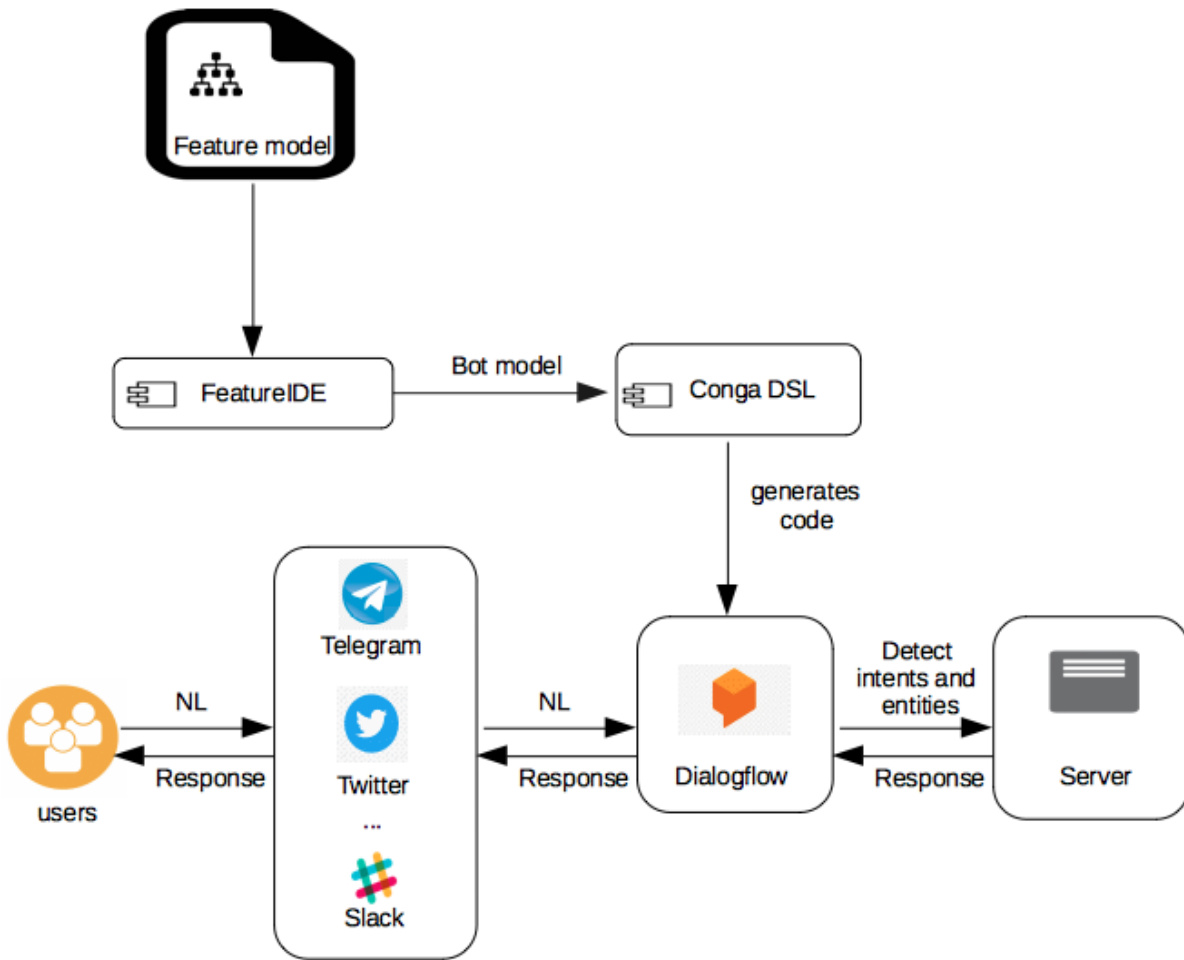 Feature model
FeatureIDE
Bot model
Conga DSL
generates
code
Telegram
Twitter
...
Slack
users
NL
Response
NL
Response
Dialogflow
Detect
intents and
entities
Response
Server